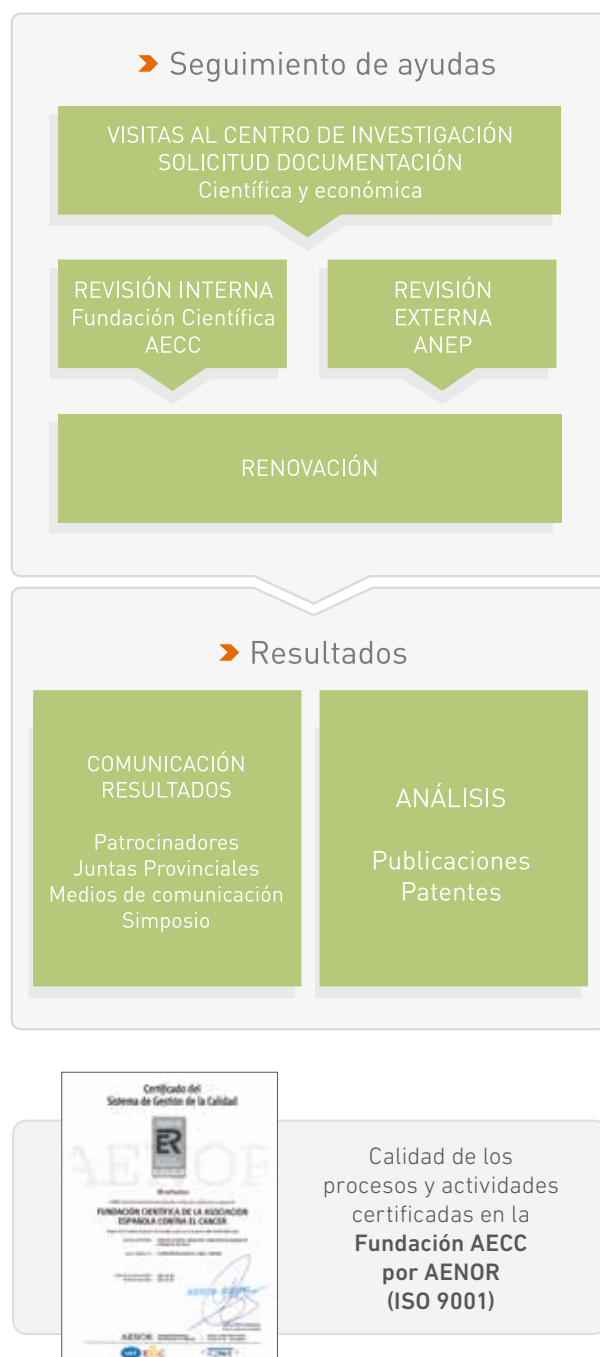 Seguimiento de ayudas
VISITAS AL CENTRO DE INVESTIGACIÓN
SOLICITUD DOCUMENTACIÓN
Científica y económica
REVISIÓN INTERNA
Fundación Científica
AECC
REVISIÓN
EXTERNA
ANEP
RENOVACIÓN
Resultados
COMUNICACIÓN
RESULTADOS
Patrocinadores
Juntas Provinciales
Medios de comunicación
Simposio
ANÁLISIS
Publicaciones
Patentes
Certificado del
Sistema de Gestión de la Calidad
AENOR
ER
FUNDACIÓN CIENTÍFICA DE LA ASOCIACIÓN
ESPAÑOLA CONTRA EL CÁNCER
AENOR
Calidad de los
procesos y actividades
certificadas en la
Fundación AECC
por AENOR
(ISO 9001)